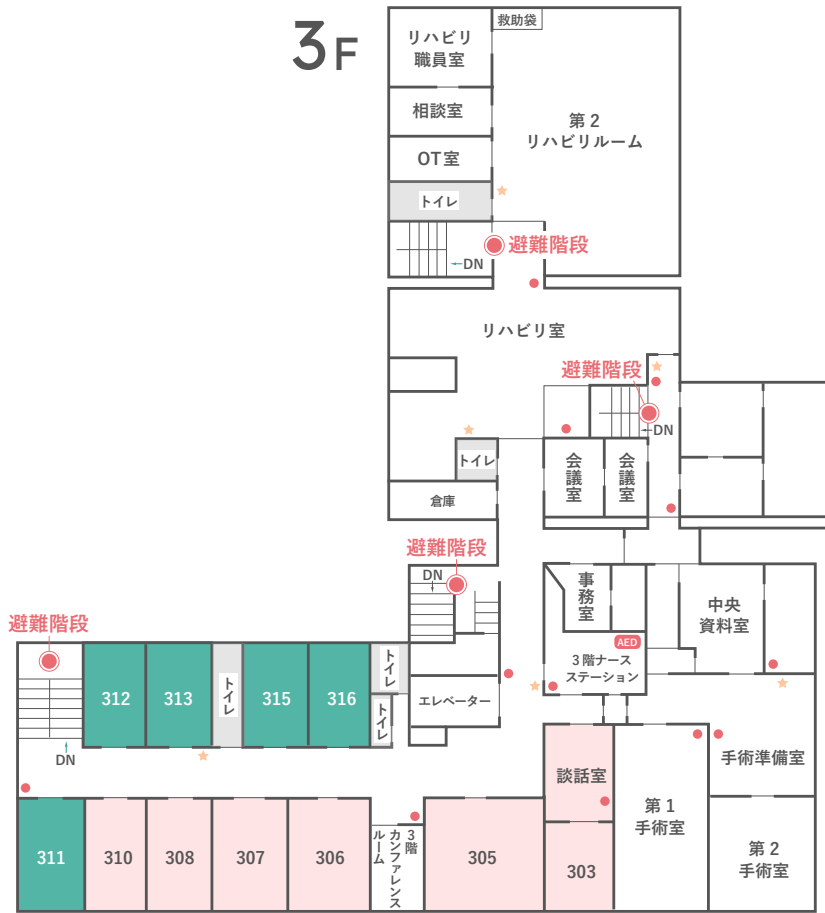 3F
救助袋
リハビリ
職員室
相談室
第2
リハビリルーム
OT室
トイレ
避難階段
←DN
リハビリ室
避難階段
←DN
トイレ
会議室
会議室
倉庫
避難階段
DN
↓
事務室
中央
資料室
AED
3階ナース
ステーション
避難階段
312
313
トイレ
315
316
トイレ
トイレ
エレベーター
↑
DN
談話室
手術準備室
第1
手術室
311
310
308
307
306
3階
カンファレンス
ルーム
305
303
第2
手術室